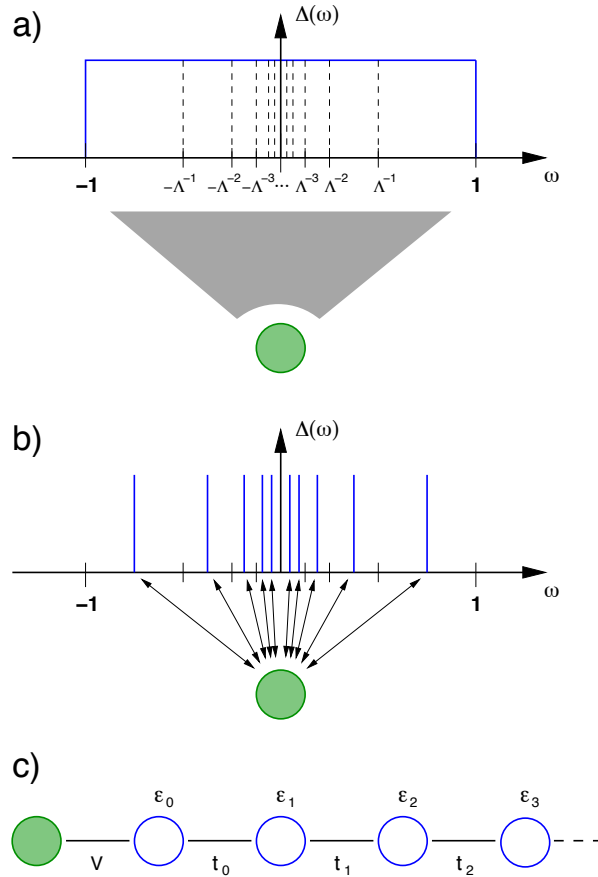 a)
Δ(ω)
−1 −Λ⁻¹ −Λ⁻² −Λ⁻³ ... Λ⁻³ Λ⁻² Λ⁻¹ 1 ω
b)
Δ(ω)
−1 1 ω
c)
ε₀ ε₁ ε₂ ε₃
V t₀ t₁ t₂